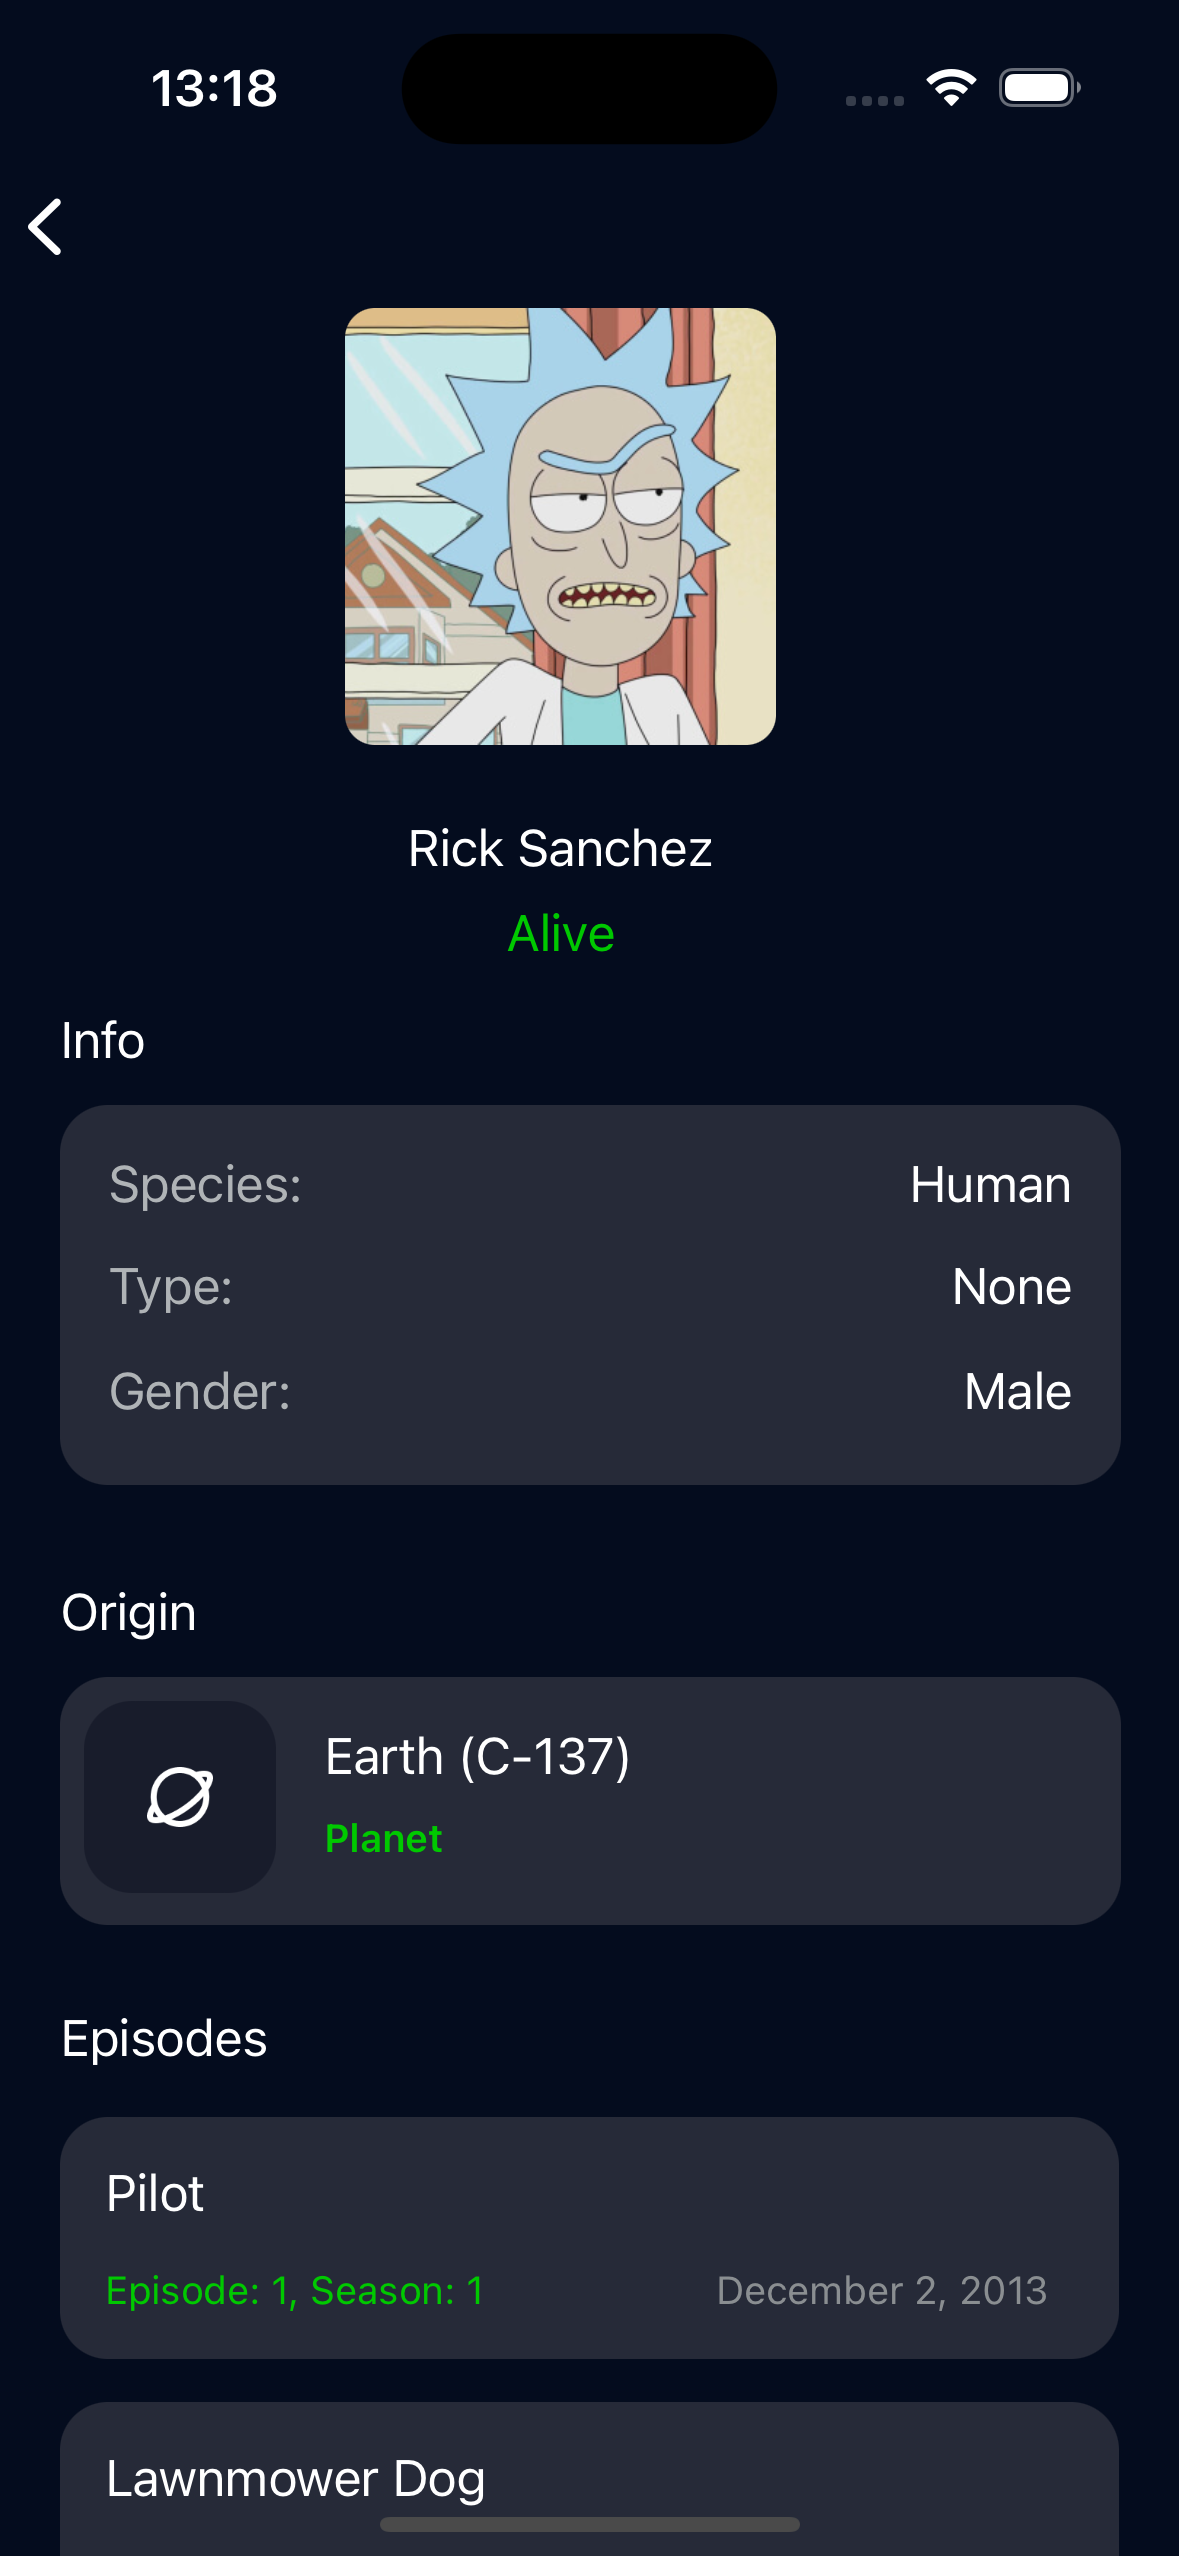 13:18
Rick Sanchez
Alive
Info
Species: Human
Type: None
Gender: Male
Origin
Earth (C-137)
Planet
Episodes
Pilot
Episode: 1, Season: 1 December 2, 2013
Lawnmower Dog